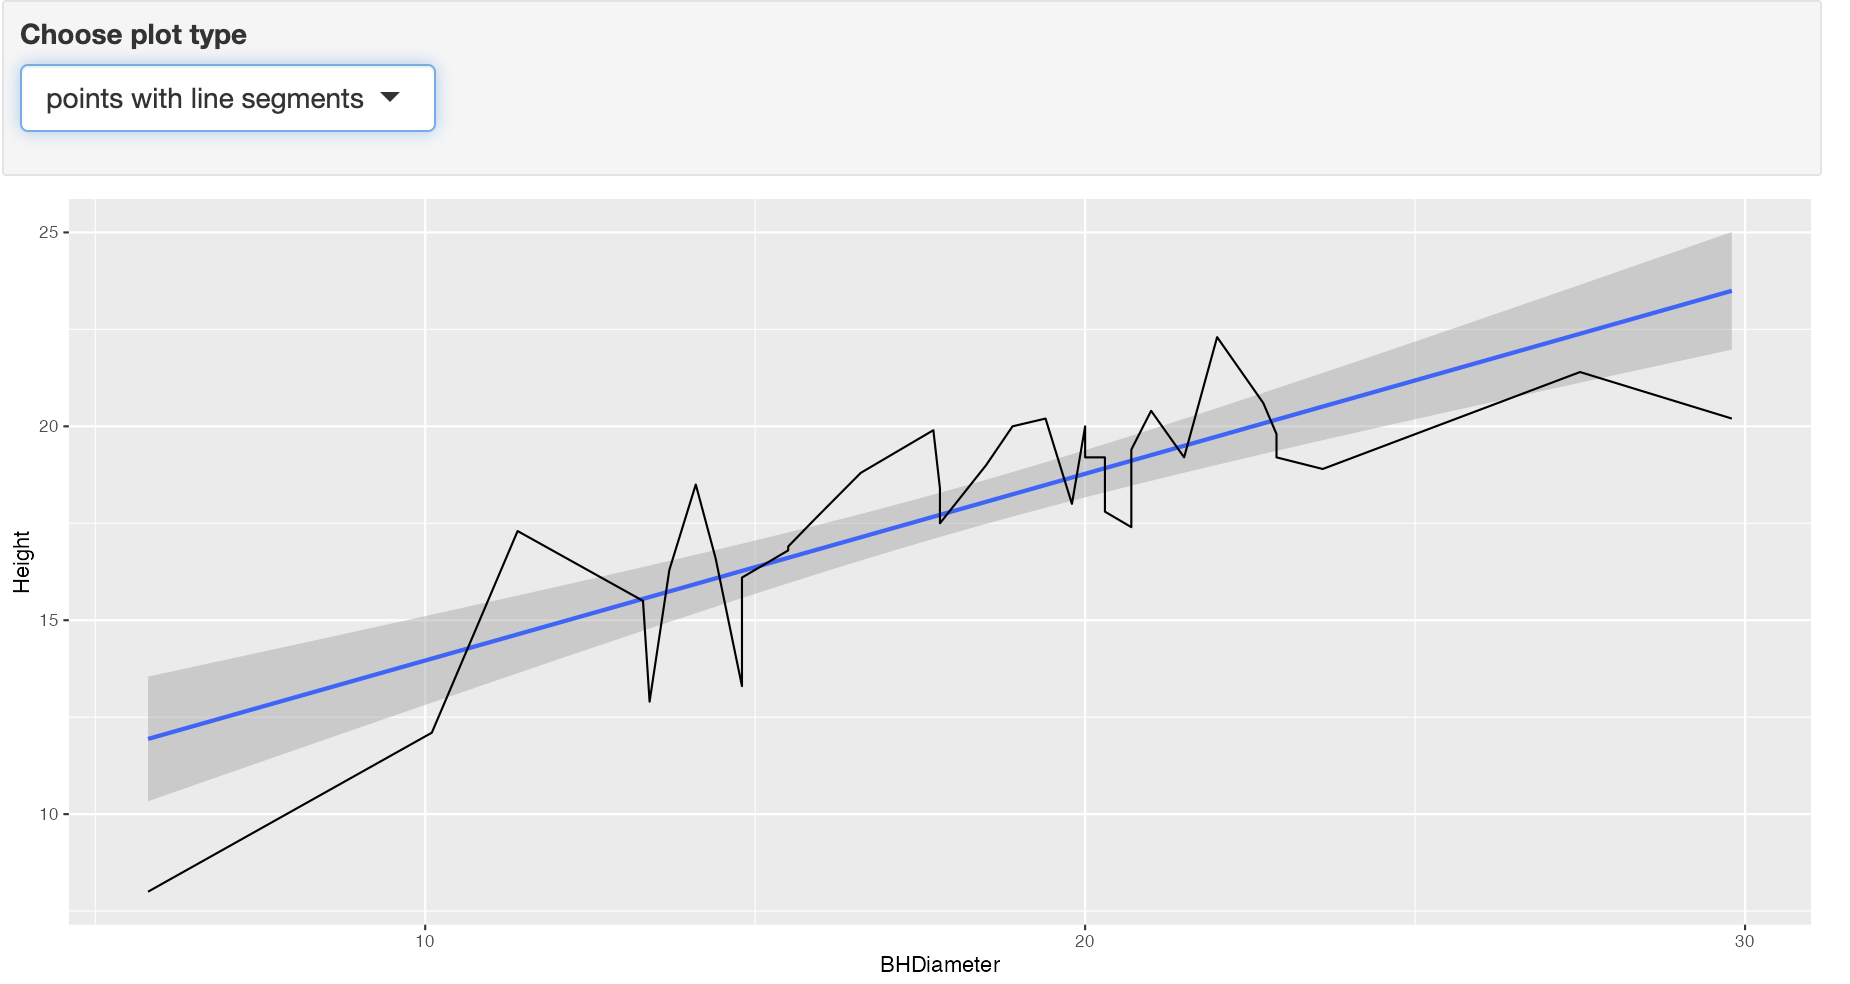 Choose plot type
points with line segments
25
20
15
10
Height
10 20 30
BHDiameter